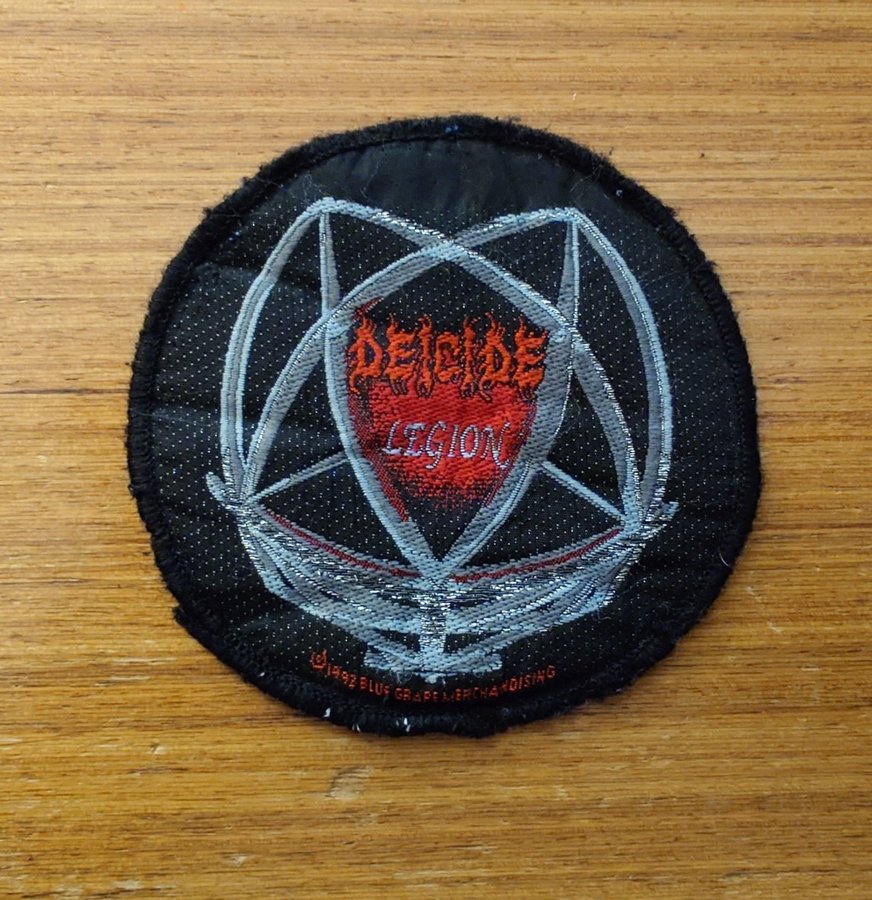 DEICIDE
LEGION
© 1992 BLUE GRAPE MERCHANDISING